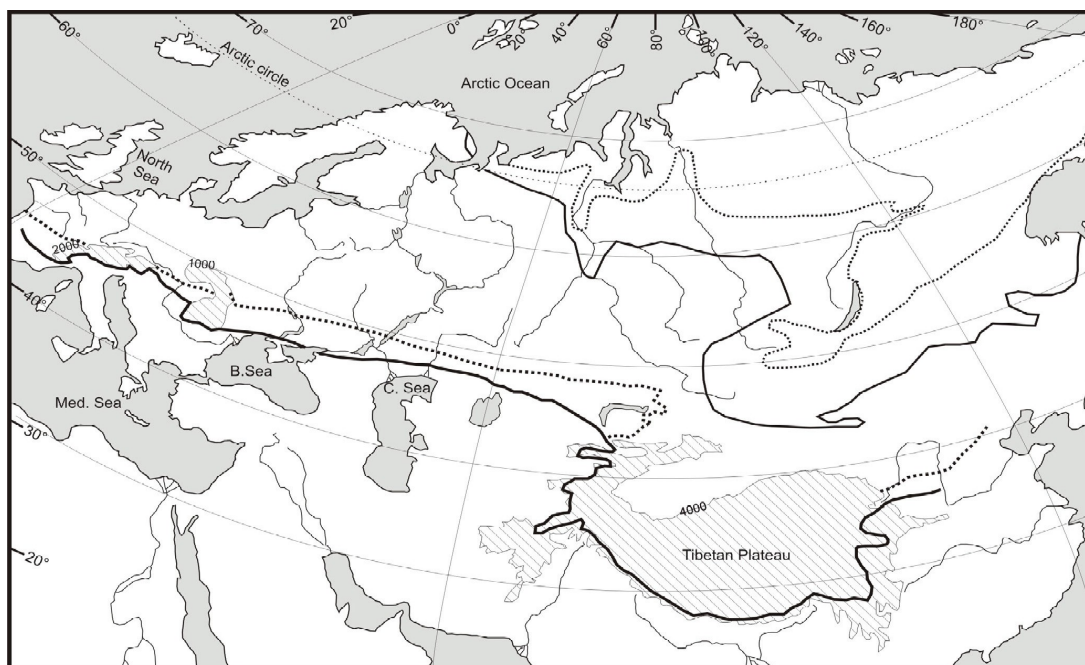 60°
70°
20°
0°
20°
40°
60°
80°
100°
120°
140°
160°
180°
Arctic circle
Arctic Ocean
50°
North
Sea
2000
1000
40°
B.Sea
C. Sea
Med. Sea
30°
4000
Tibetan Plateau
20°